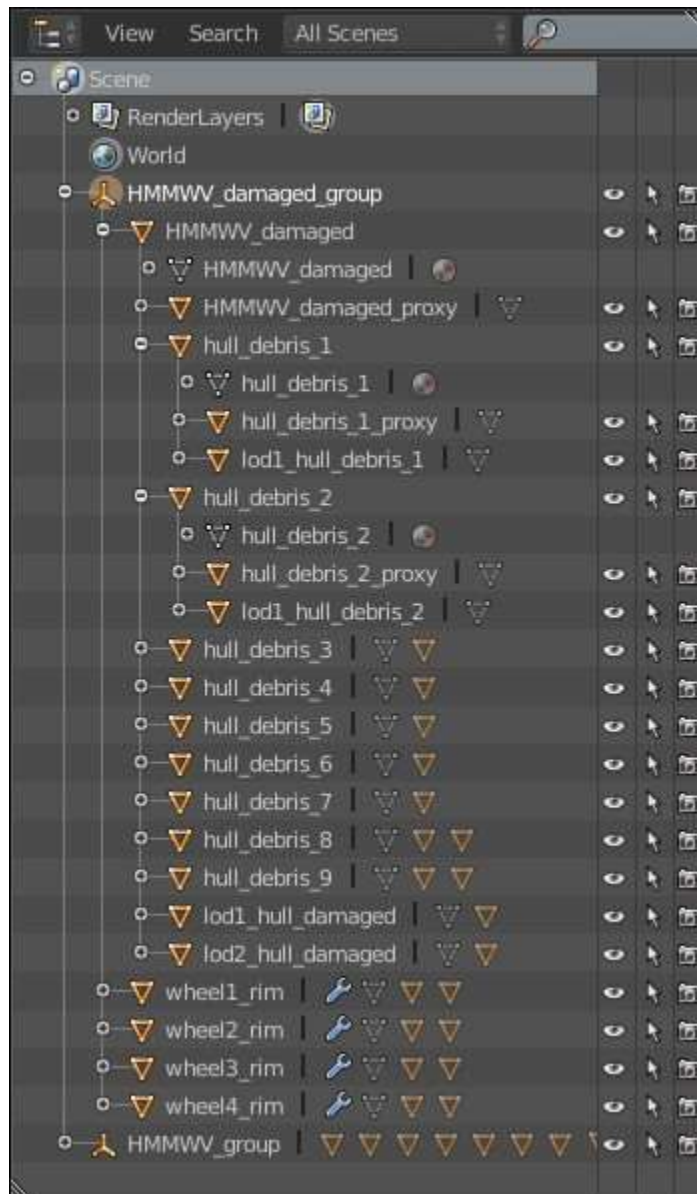 View Search All Scenes
Scene
RenderLayers
World
HMMWV_damaged_group
HMMWV_damaged
HMMWV_damaged
HMMWV_damaged_proxy
hull_debris_1
hull_debris_1
hull_debris_1_proxy
lod1_hull_debris_1
hull_debris_2
hull_debris_2
hull_debris_2_proxy
lod1_hull_debris_2
hull_debris_3
hull_debris_4
hull_debris_5
hull_debris_6
hull_debris_7
hull_debris_8
hull_debris_9
lod1_hull_damaged
lod2_hull_damaged
wheel1_rim
wheel2_rim
wheel3_rim
wheel4_rim
HMMWV_group